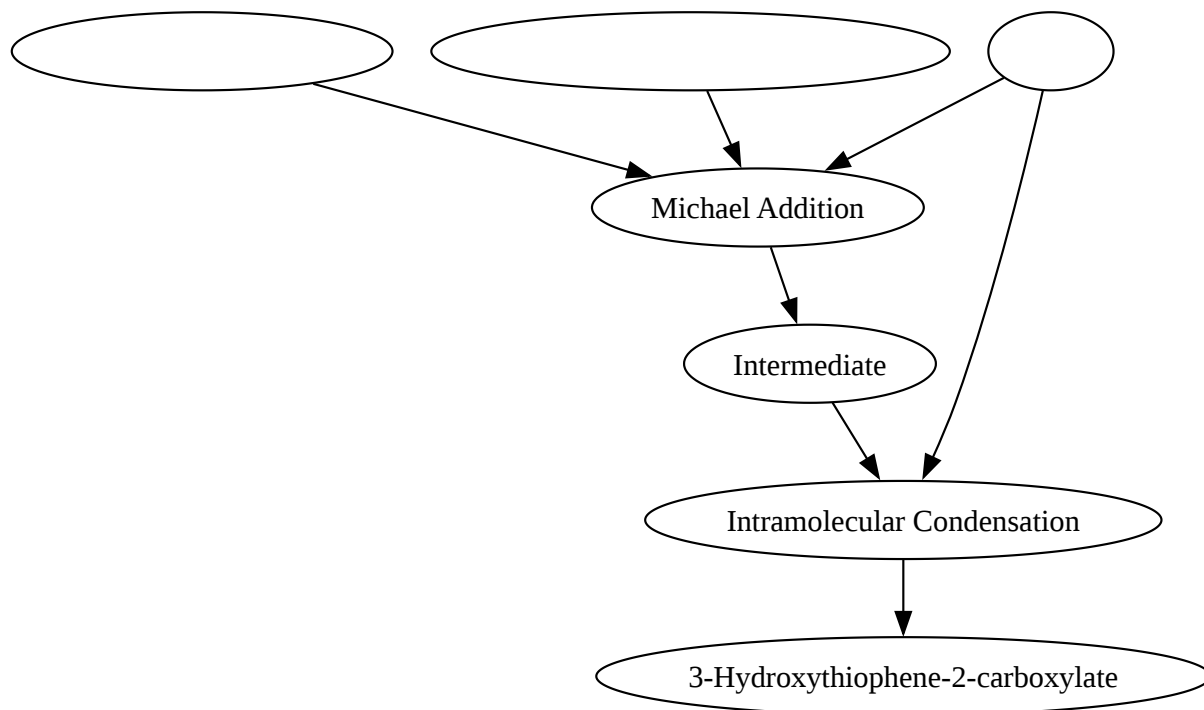 Michael Addition
Intermediate
Intramolecular Condensation
3-Hydroxythiophene-2-carboxylate